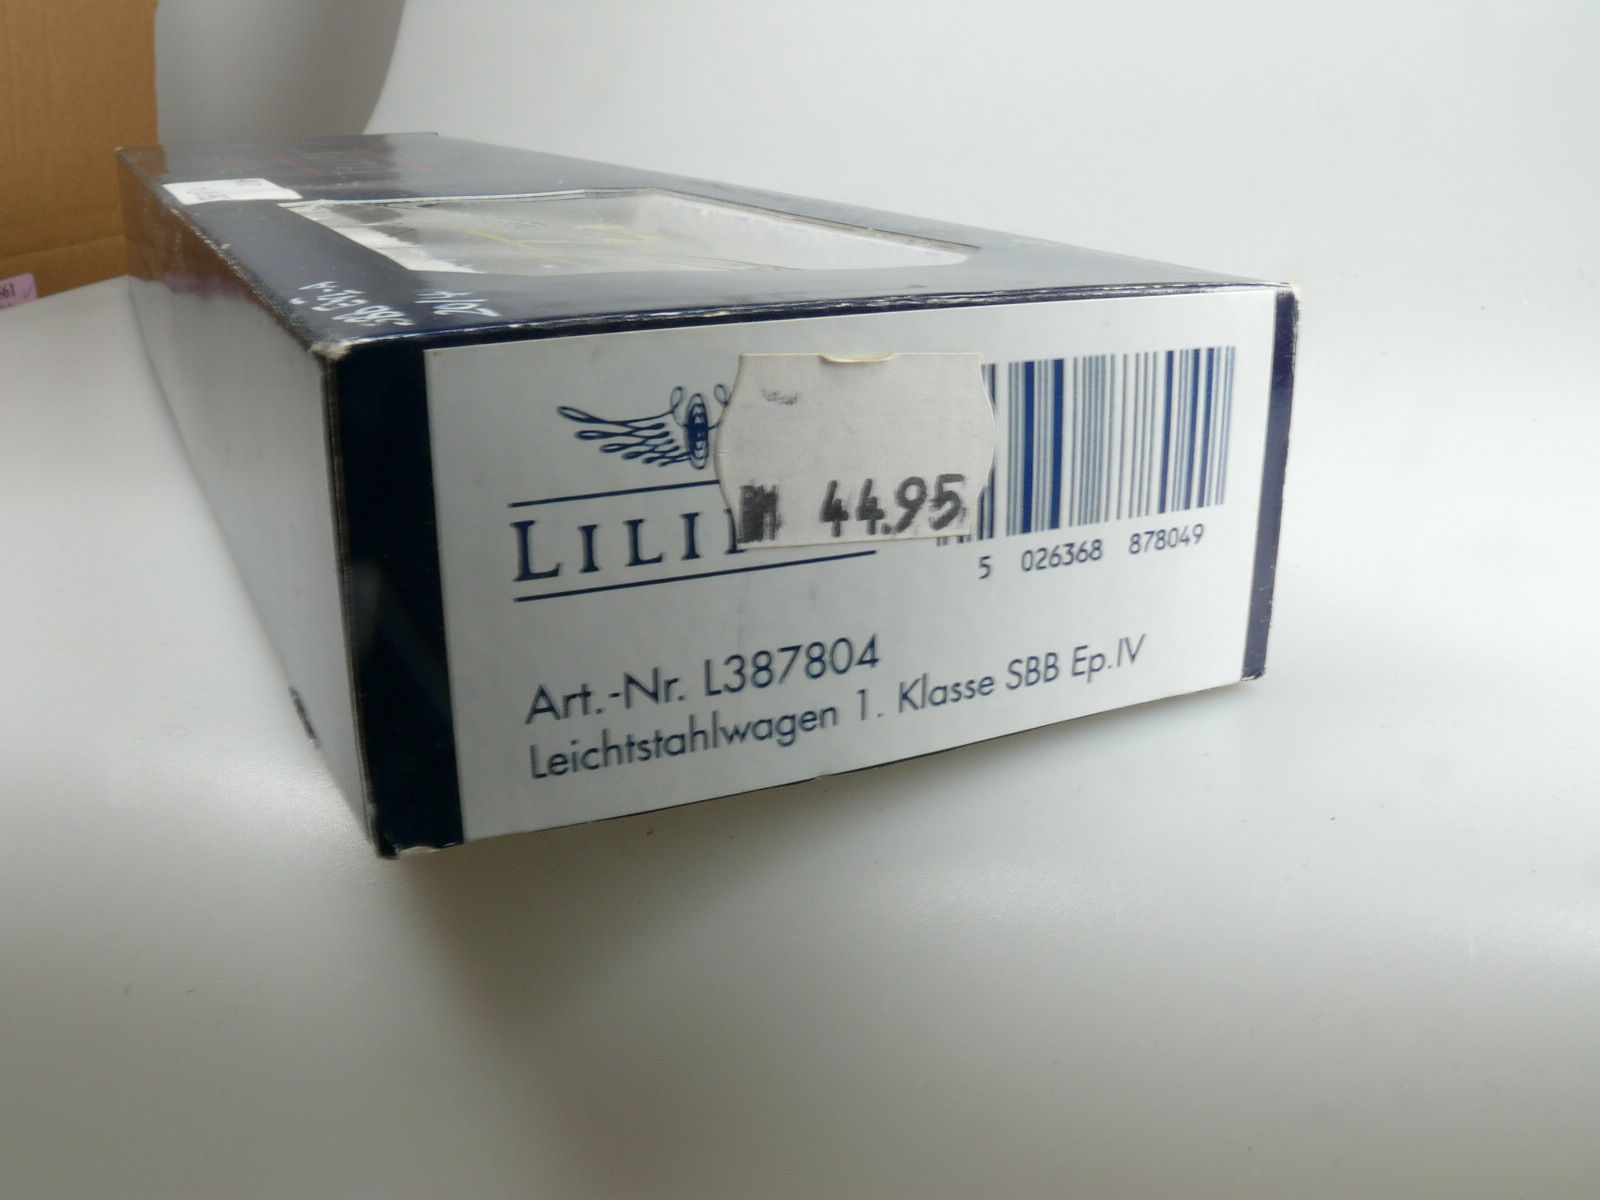 LILI
44.95
5 026368 878049
Art.-Nr. L387804
Leichtstahlwagen 1. Klasse SBB Ep.IV